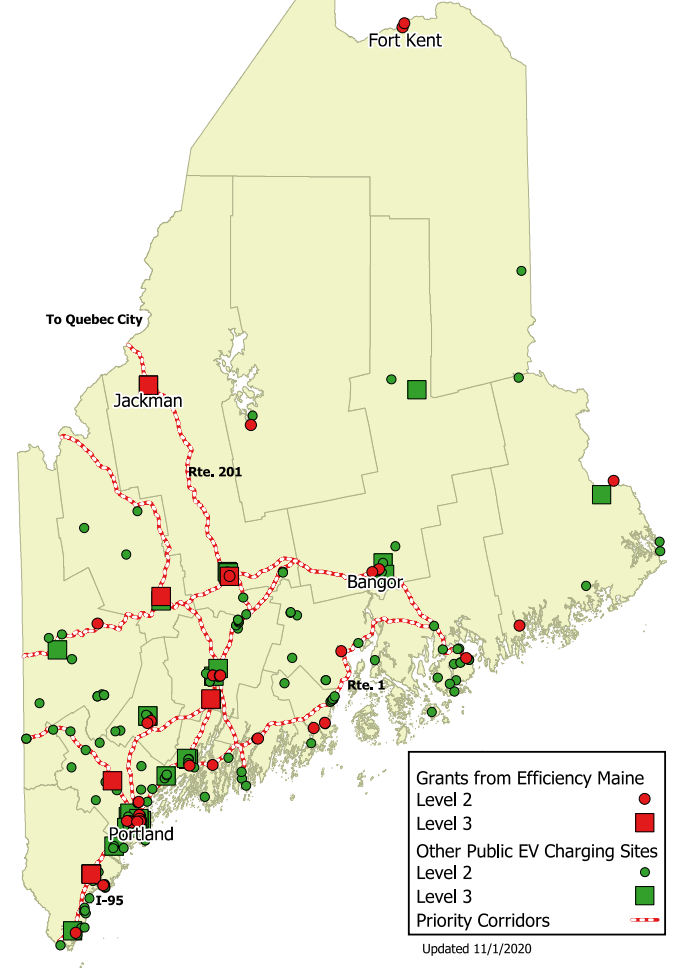 Fort Kent
To Quebec City
Jackman
Rte. 201
Bangor
Rte. 1
Portland
I-95
Grants from Efficiency Maine
Level 2
Level 3
Other Public EV Charging Sites
Level 2
Level 3
Priority Corridors
Updated 11/1/2020